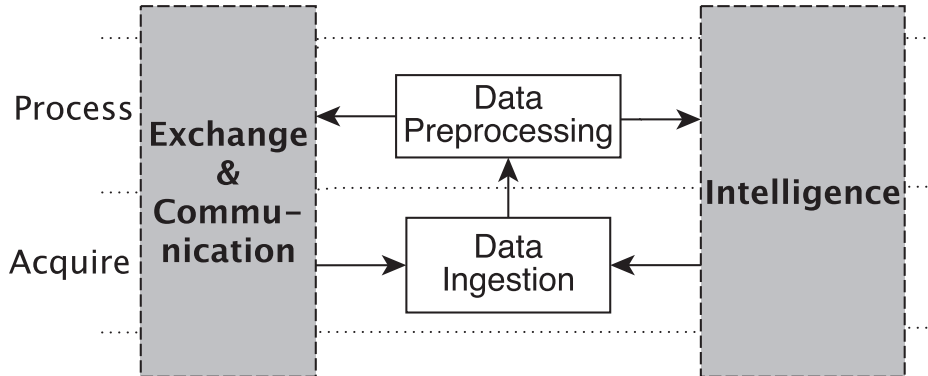 Process
Acquire
Exchange
&
Commu-
nication
Data
Preprocessing
Data
Ingestion
Intelligence